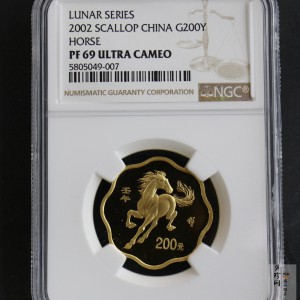 LUNAR SERIES
2002 SCALLOP CHINA G200Y
HORSE
PF 69 ULTRA CAMEO
5805049-007
NUMISMATIC GUARANTY CORPORATION
NGC
壬午
200元